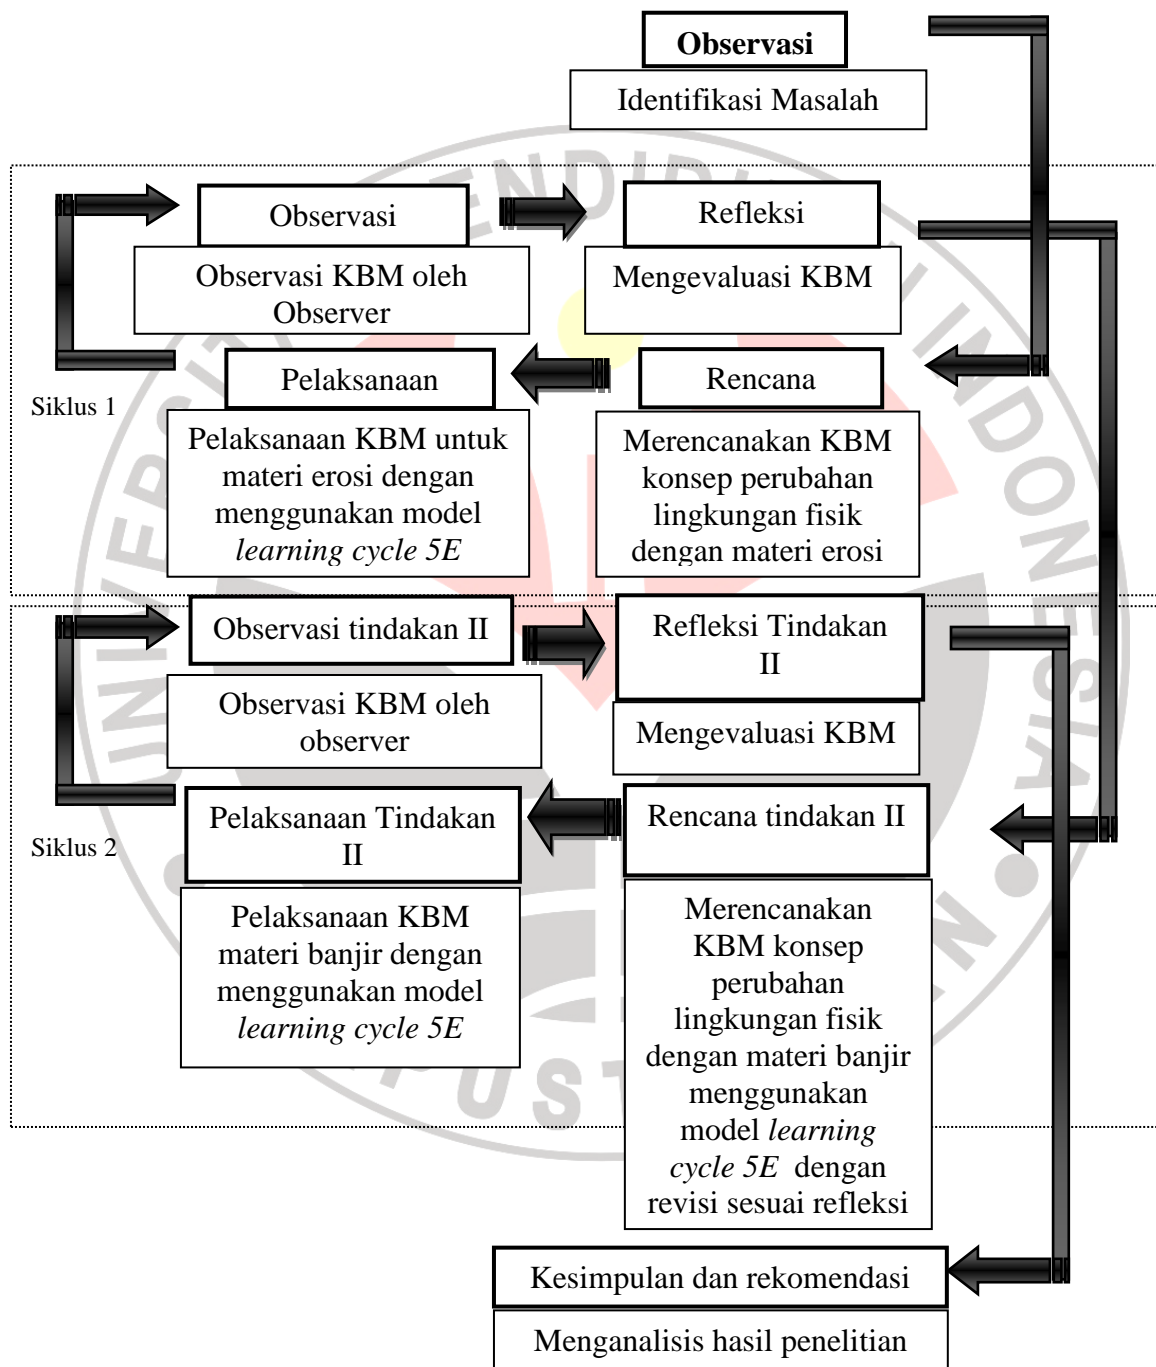 Observasi
Identifikasi Masalah
Observasi
Observasi KBM oleh
Observer
Refleksi
Mengevaluasi KBM
Pelaksanaan
Rencana
Siklus 1
Pelaksanaan KBM untuk
materi erosi dengan
menggunakan model
learning cycle 5E
Merencanakan KBM
konsep perubahan
lingkungan fisik
dengan materi erosi
Observasi tindakan II
Observasi KBM oleh
observer
Refleksi Tindakan
II
Mengevaluasi KBM
Pelaksanaan Tindakan
II
Rencana tindakan II
Siklus 2
Pelaksanaan KBM
materi banjir dengan
menggunakan model
learning cycle 5E
Merencanakan
KBM konsep
perubahan
lingkungan fisik
dengan materi banjir
menggunakan
model learning
cycle 5E dengan
revisi sesuai refleksi
Kesimpulan dan rekomendasi
Menganalisis hasil penelitian